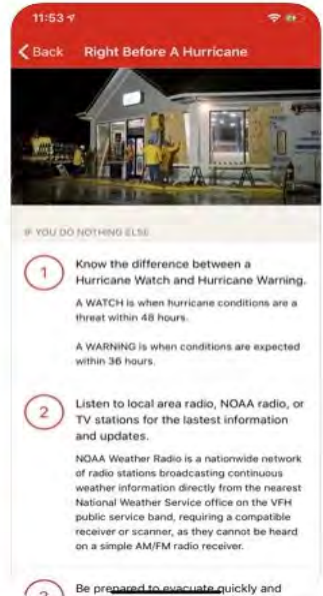 11:53
Back Right Before A Hurricane
IF YOU DO NOTHING ELSE
1
Know the difference between a
Hurricane Watch and Hurricane Warning.
A WATCH is when hurricane conditions are a
threat within 48 hours.
A WARNING is when conditions are expected
within 36 hours.
2
Listen to local area radio, NOAA radio, or
TV stations for the lastest information
and updates.
NOAA Weather Radio is a nationwide network
of radio stations broadcasting continuous
weather information directly from the nearest
National Weather Service office on the VFH
public service band, requiring a compatible
receiver or scanner, as they cannot be heard
on a simple AM/FM radio receiver.
3
Be prepared to evacuate quickly and